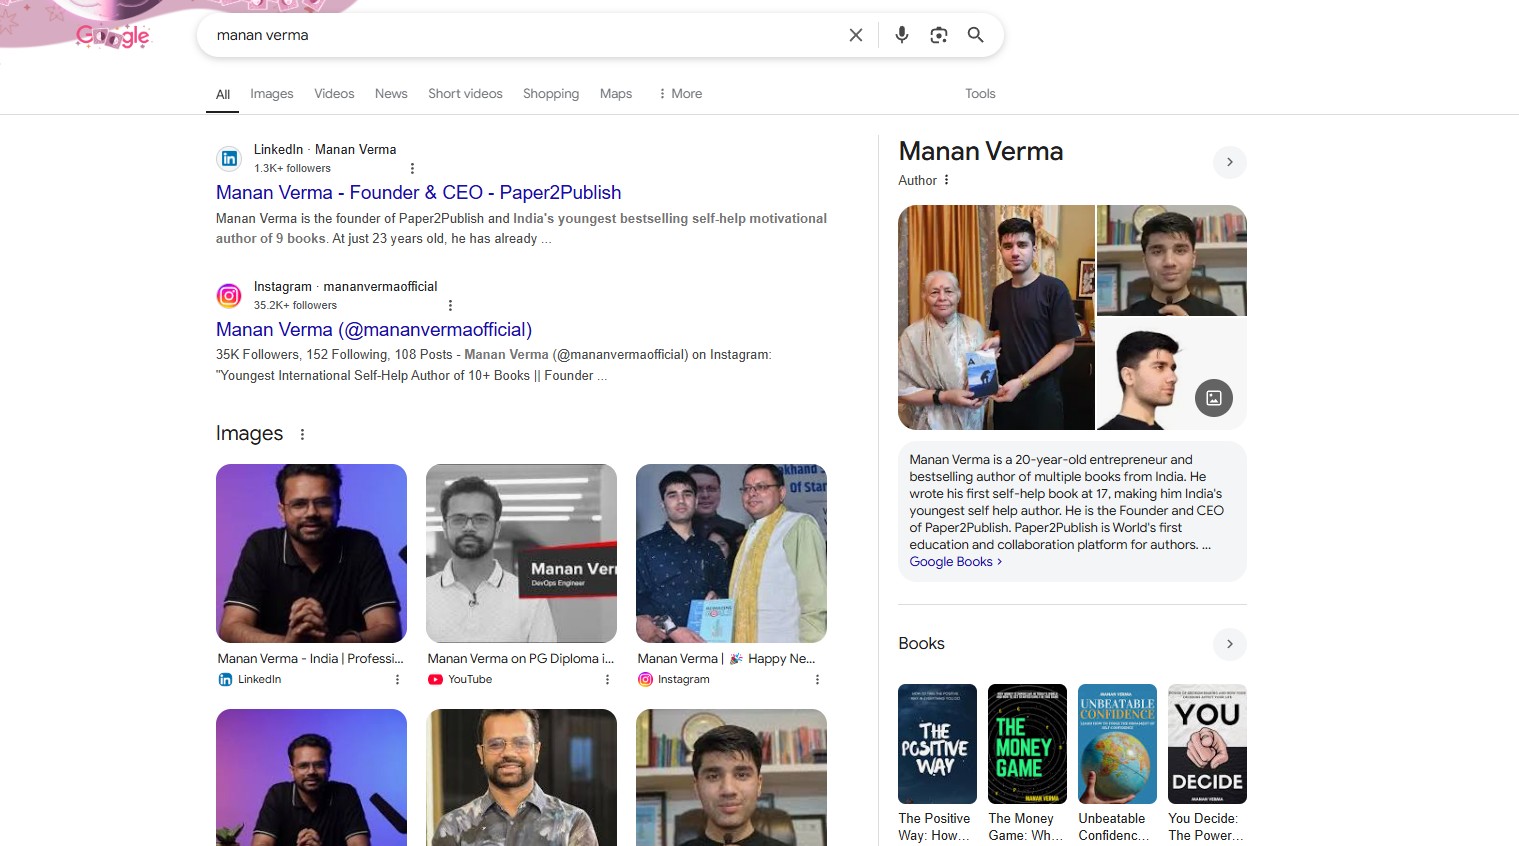 Google
manan verma
All Images Videos News Short videos Shopping Maps More Tools
LinkedIn · Manan Verma
1.3K+ followers
Manan Verma - Founder & CEO - Paper2Publish
Manan Verma is the founder of Paper2Publish and India's youngest bestselling self-help motivational
author of 9 books. At just 23 years old, he has already ...
Instagram · mananvermaofficial
35.2K+ followers
Manan Verma (@mananvermaofficial)
35K Followers, 152 Following, 108 Posts - Manan Verma (@mananvermaofficial) on Instagram:
"Youngest International Self-Help Author of 10+ Books || Founder ...
Images
Manan Ver
DevOps Engineer
akhand S
Of Star
Manan Verma - India | Professi...
LinkedIn
Manan Verma on PG Diploma i...
YouTube
Manan Verma | 🎉 Happy Ne...
Instagram
Manan Verma
Author
Manan Verma is a 20-year-old entrepreneur and
bestselling author of multiple books from India. He
wrote his first self-help book at 17, making him India's
youngest self help author. He is the Founder and CEO
of Paper2Publish. Paper2Publish is World's first
education and collaboration platform for authors. ...
Google Books >
Books
THE
POSITIVE
WAY
THE
MONEY
GAME
MANAN VERMA
MANAN VERMA
UNBEATABLE
CONFIDENCE
YOU
DECIDE
MANAN VERMA
The Positive
Way: How...
The Money
Game: Wh...
Unbeatable
Confidenc...
You Decide:
The Power...